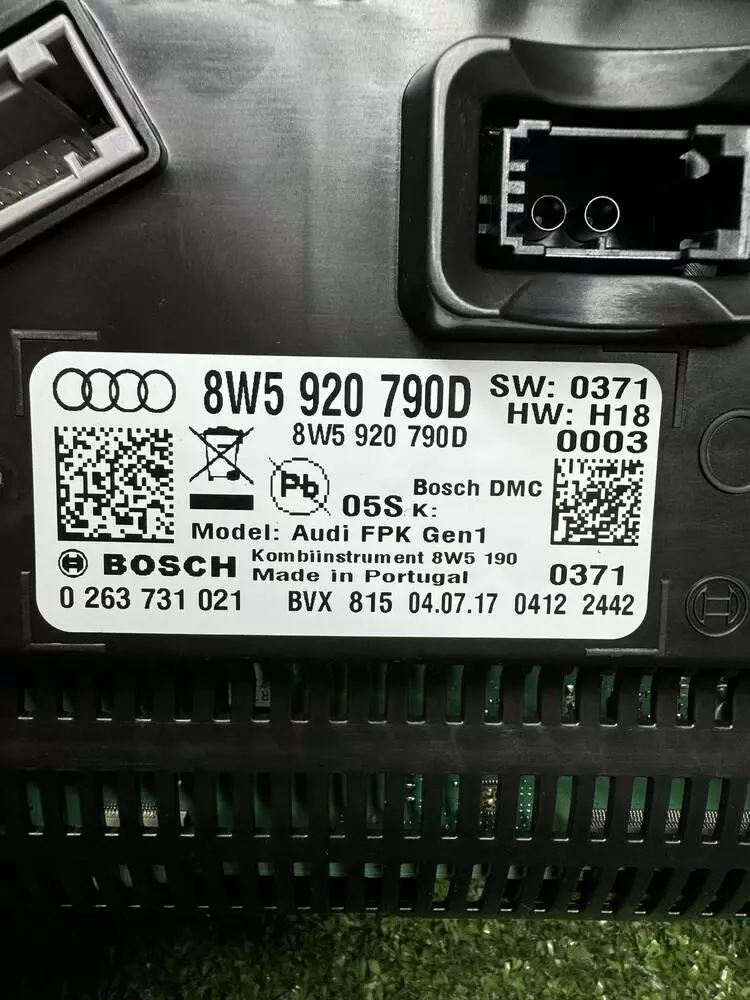 8W5 920 790D SW: 0371
HW: H18
8W5 920 790D 0003
Pb 05S Bosch DMC
K:
Model: Audi FPK Gen1
BOSCH Kombiinstrument 8W5 190
Made in Portugal 0371
0 263 731 021 BVX 815 04.07.17 0412 2442